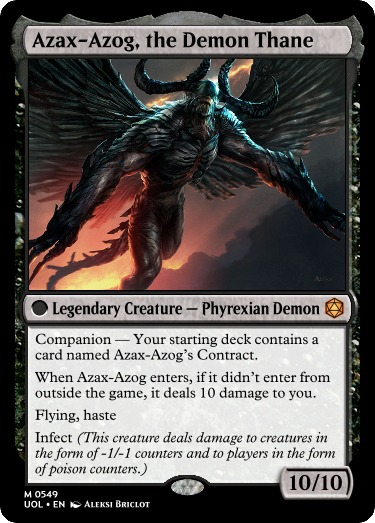 Azax-Azog, the Demon Thane
Legendary Creature — Phyrexian Demon
Companion — Your starting deck contains a
card named Azax-Azog's Contract.
When Azax-Azog enters, if it didn't enter from
outside the game, it deals 10 damage to you.
Flying, haste
Infect (This creature deals damage to creatures in
the form of -1/-1 counters and to players in the form
of poison counters.)
10/10
M 0549
UOL • EN Aleksi Briclot